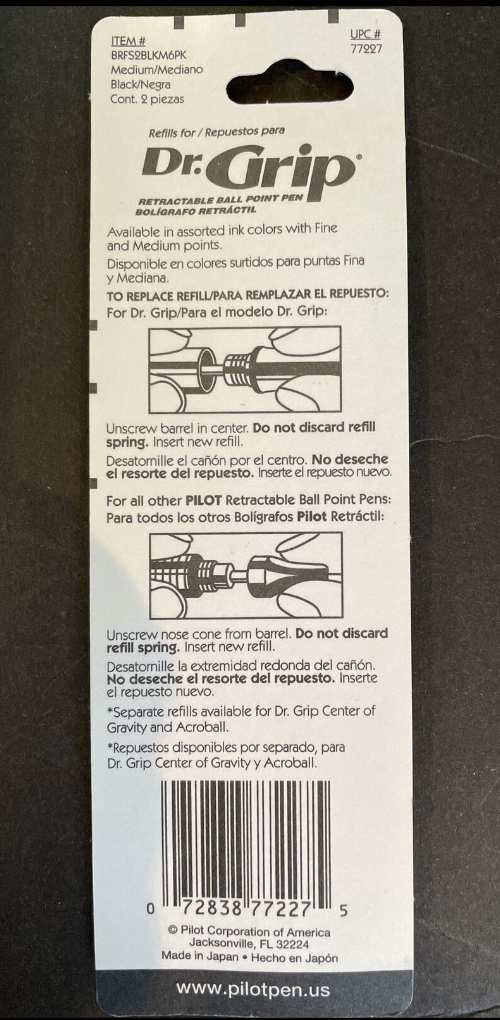 ITEM #
BRFS2BLKM6PK
Medium/Mediano
Black/Negra
Cont. 2 piezas
UPC #
77227
Refills for / Repuestos para
Dr. Grip®
RETRACTABLE BALL POINT PEN
BOLÍGRAFO RETRÁCTIL
Available in assorted ink colors with Fine
and Medium points.
Disponible en colores surtidos para puntas Fina
y Mediana.
TO REPLACE REFILL/PARA REMPLAZAR EL REPUESTO:
For Dr. Grip/Para el modelo Dr. Grip:
Unscrew barrel in center. Do not discard refill
spring. Insert new refill.
Desatornille el cañón por el centro. No deseche
el resorte del repuesto. Inserte el repuesto nuevo.
For all other PILOT Retractable Ball Point Pens:
Para todos los otros Bolígrafos Pilot Retráctil:
Unscrew nose cone from barrel. Do not discard
refill spring. Insert new refill.
Desatornille la extremidad redonda del cañón.
No deseche el resorte del repuesto. Inserte
el repuesto nuevo.
*Separate refills available for Dr. Grip Center of
Gravity and Acroball.
*Repuestos disponibles por separado, para
Dr. Grip Center of Gravity y Acroball.
0 72838 77227 5
© Pilot Corporation of America
Jacksonville, FL 32224
Made in Japan • Hecho en Japón
www.pilotpen.us